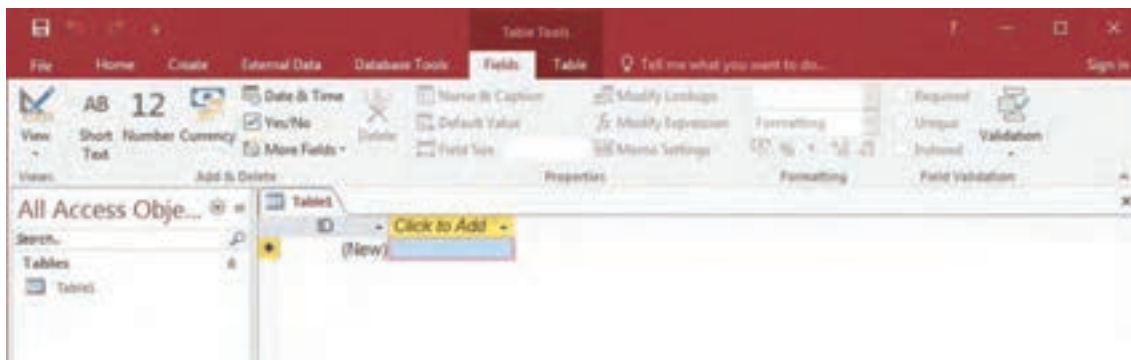 Table Tools
File Home Create External Data Database Tools Fields Table Tell me what you want to do... Sign in
AB 12 Date & Time Name & Caption Modify Lookups Required
Yes/No Default Value Modify Expression Formatting Unique
View Short Text Number Currency More Fields Delete Field Size Memo Settings % Indexed Validation
Views Add & Delete Properties Formatting Field Validation
All Access Obje... Table1
Search.. ID Click to Add
Tables (New)
Table1